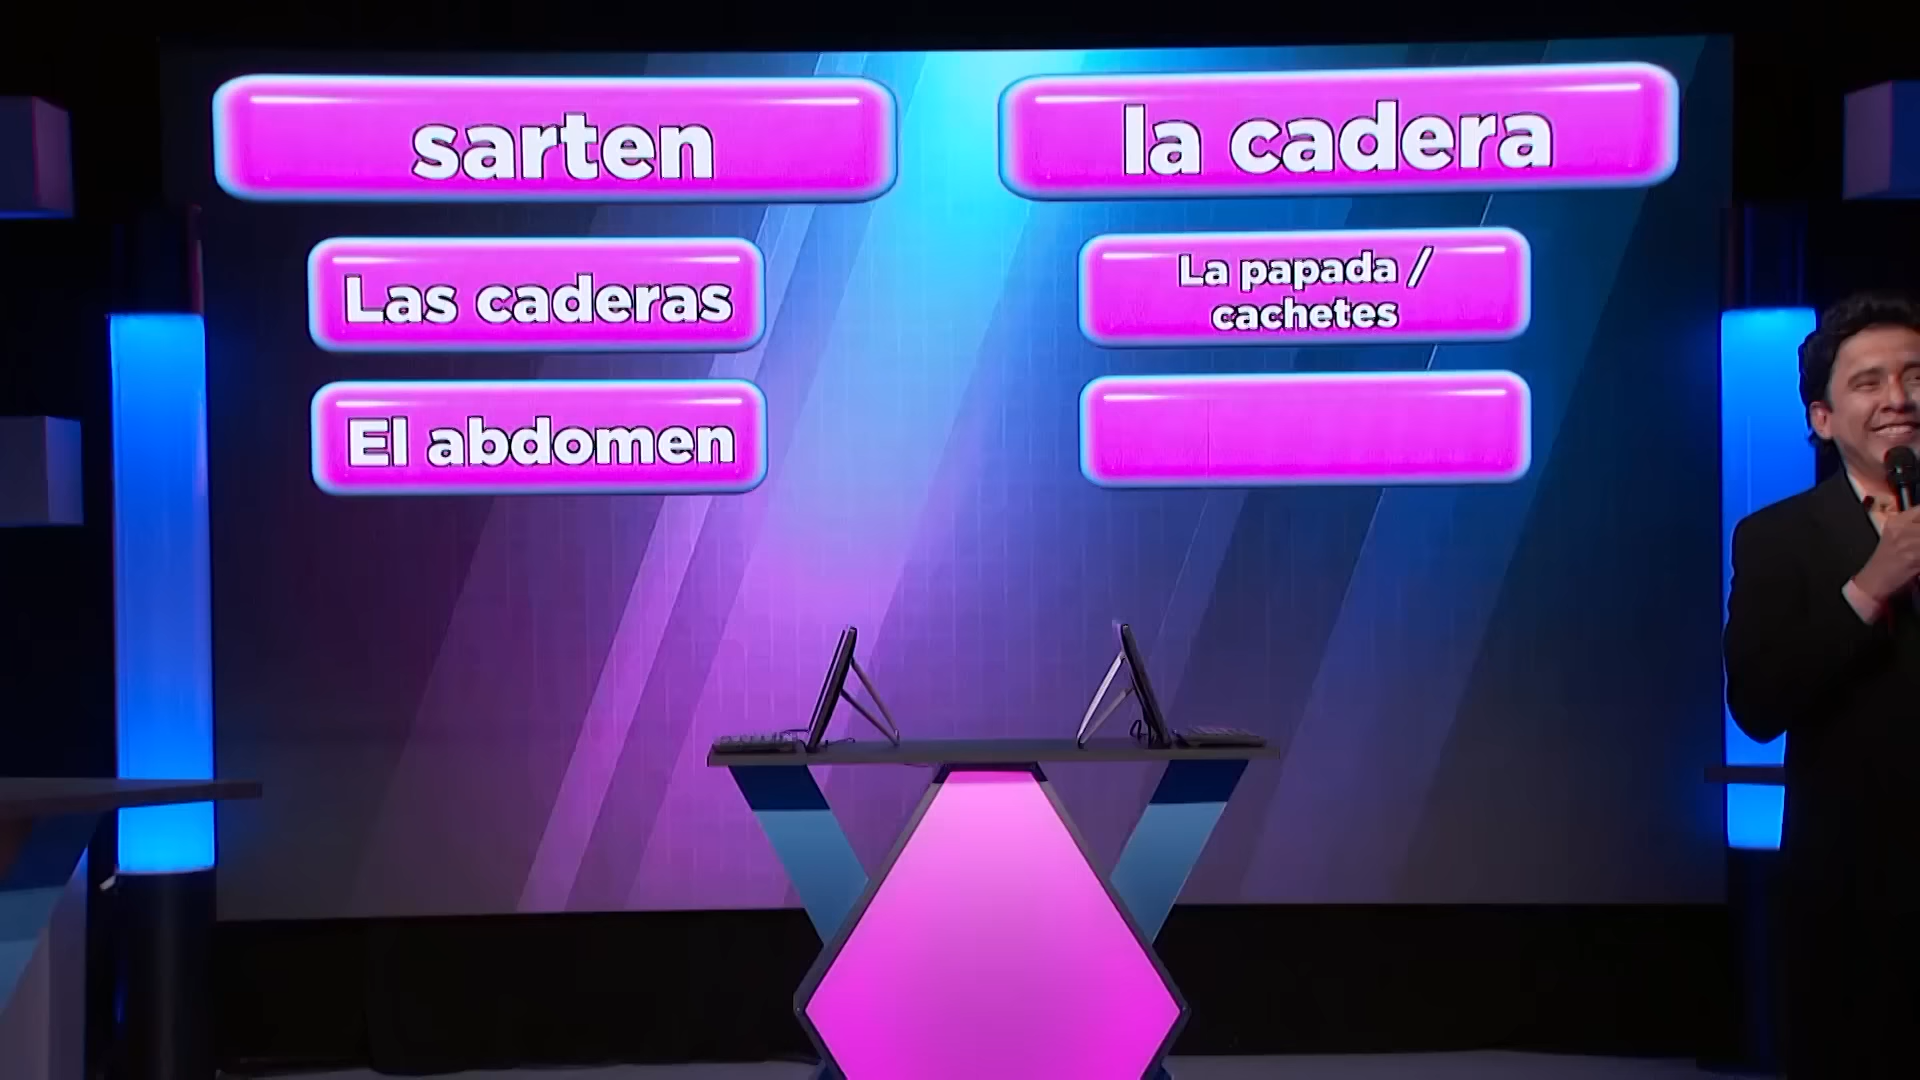 sarten
la cadera
Las caderas
La papada /
cachetes
El abdomen